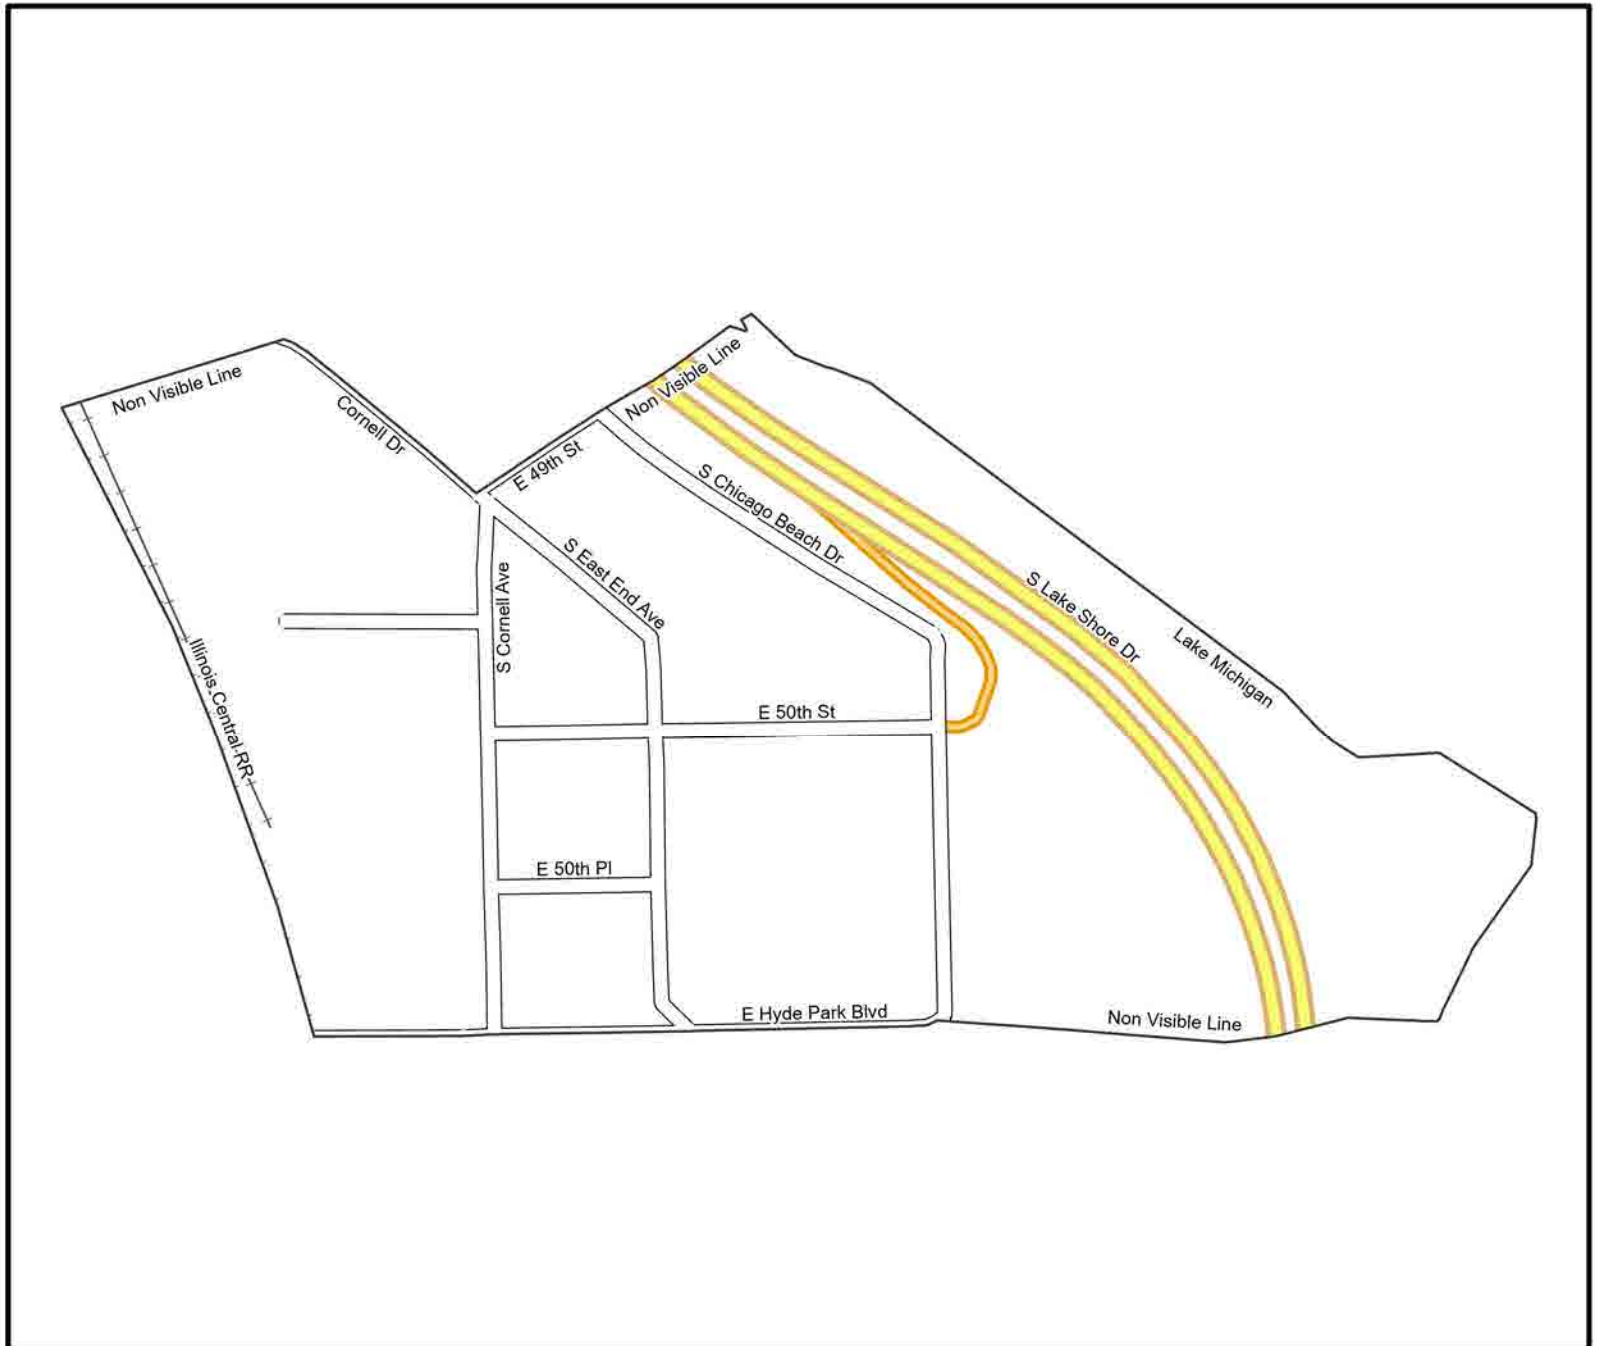 Non Visible Line
Non Visible Line
Cornell Dr
E 49th St
S Chicago Beach Dr
S East End Ave
S Cornell Ave
S Lake Shore Dr
Lake Michigan
Illinois Central RR
E 50th St
E 50th Pl
E Hyde Park Blvd
Non Visible Line